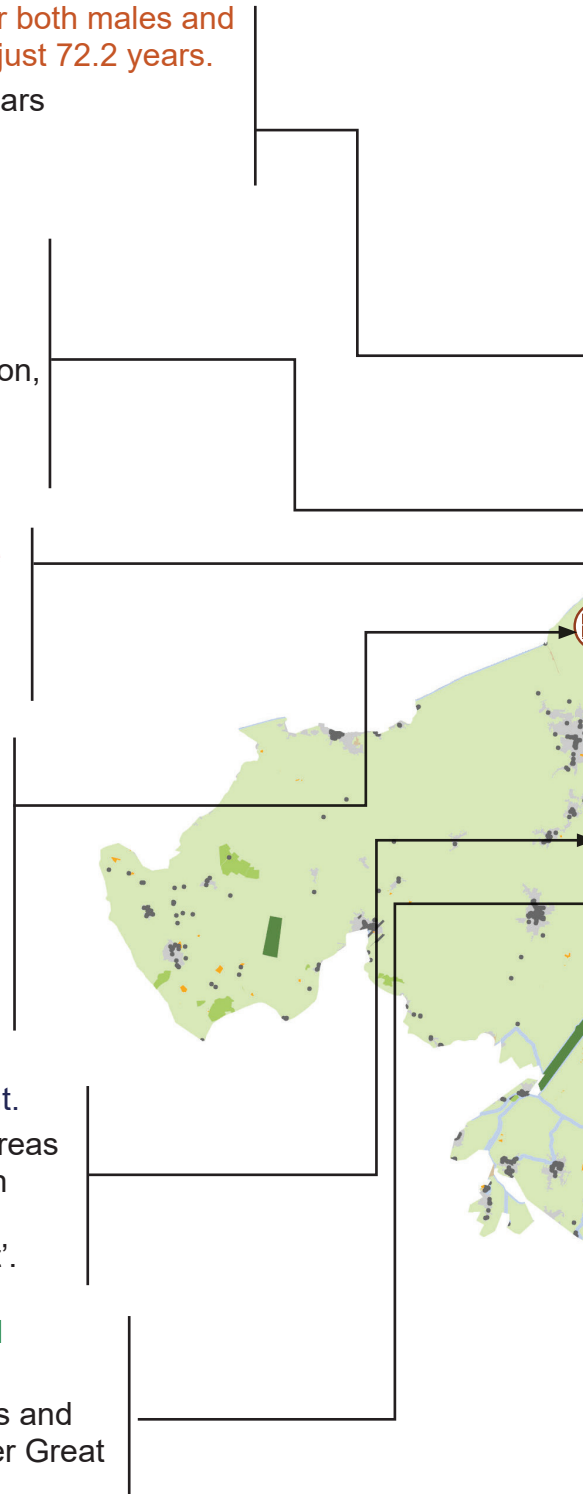 r both males and
just 72.2 years.
ars
on,
t.
reas
n
'.
s and
er Great